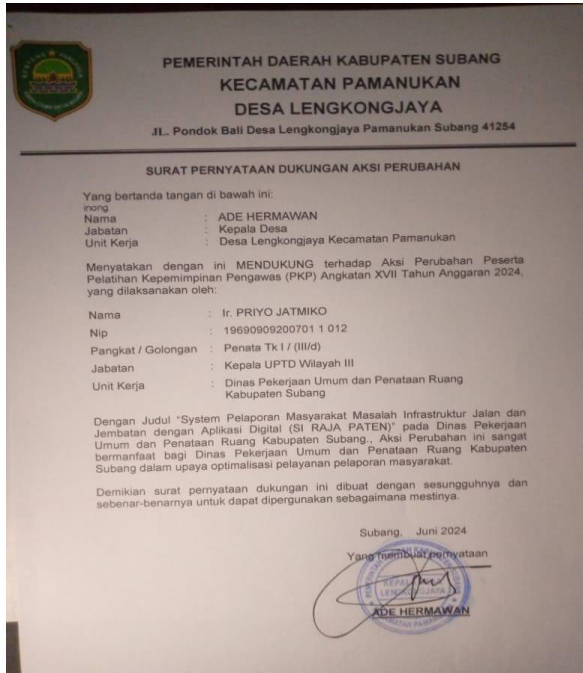 PEMERINTAH DAERAH KABUPATEN SUBANG
KECAMATAN PAMANUKAN
DESA LENGKONGJAYA
JL. Pondok Bali Desa Lengkongjaya Pamanukan Subang 41254
SURAT PERNYATAAN DUKUNGAN AKSI PERUBAHAN
Yang bertanda tangan di bawah ini:
inong
Nama : ADE HERMAWAN
Jabatan : Kepala Desa
Unit Kerja : Desa Lengkongjaya Kecamatan Pamanukan
Menyatakan dengan ini MENDUKUNG terhadap Aksi Perubahan Peserta
Pelatihan Kepemimpinan Pengawas (PKP) Angkatan XVII Tahun Anggaran 2024,
yang dilaksanakan oleh:
Nama : Ir. PRIYO JATMIKO
Nip : 19690909200701 1 012
Pangkat / Golongan : Penata Tk I / (III/d)
Jabatan : Kepala UPTD Wilayah III
Unit Kerja : Dinas Pekerjaan Umum dan Penataan Ruang
Kabupaten Subang
Dengan Judul "System Pelaporan Masyarakat Masalah Infrastruktur Jalan dan
Jembatan dengan Aplikasi Digital (SI RAJA PATEN)" pada Dinas Pekerjaan
Umum dan Penataan Ruang Kabupaten Subang., Aksi Perubahan ini sangat
bermanfaat bagi Dinas Pekerjaan Umum dan Penataan Ruang Kabupaten
Subang dalam upaya optimalisasi pelayanan pelaporan masyarakat.
Demikian surat pernyataan dukungan ini dibuat dengan sesungguhnya dan
sebenar-benarnya untuk dapat dipergunakan sebagaimana mestinya.
Subang, Juni 2024
Yang membuat pernyataan
KEPALA
LENGKONGJAYA
ADE HERMAWAN